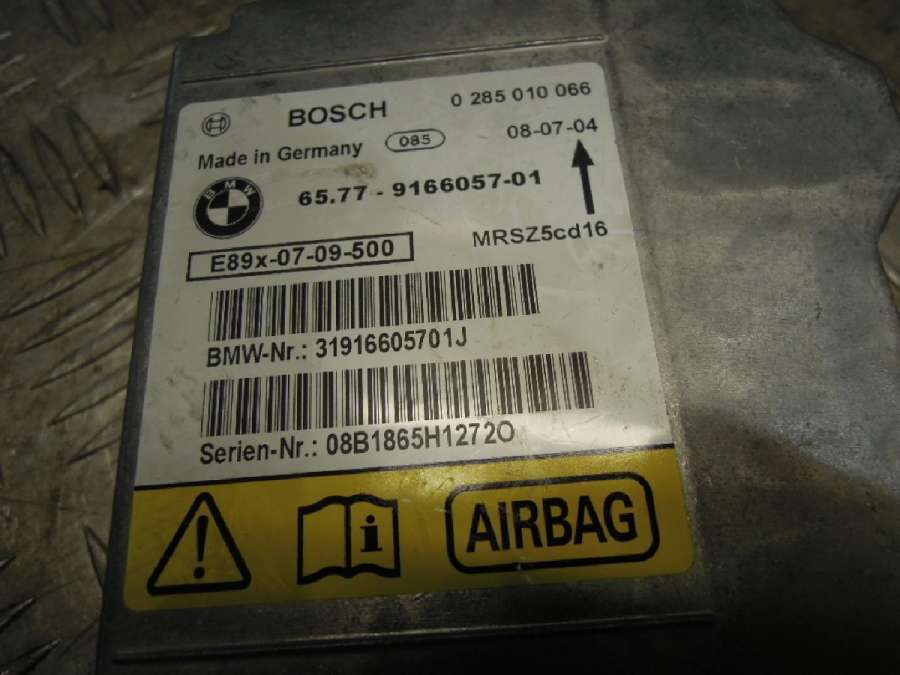 BOSCH 0 285 010 066
Made in Germany 085 08-07-04
BMW 65.77 - 9166057-01
E89x-07-09-500 MRSZ5cd16
BMW-Nr.: 31916605701J
Serien-Nr.: 08B1865H1272O
AIRBAG